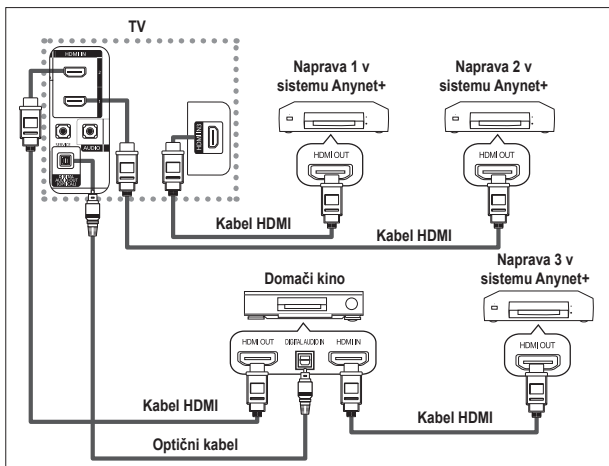 TV
HDMI IN
SERVICE
AUDIO
HDMI IN
Naprava 1 v
sistemu Anynet+
HDMI OUT
Naprava 2 v
sistemu Anynet+
HDMI OUT
Kabel HDMI
Kabel HDMI
Domači kino
HDMI OUT
DIGITAL AUDIO IN
HDMI IN
Naprava 3 v
sistemu Anynet+
HDMI OUT
Kabel HDMI
Kabel HDMI
Optični kabel